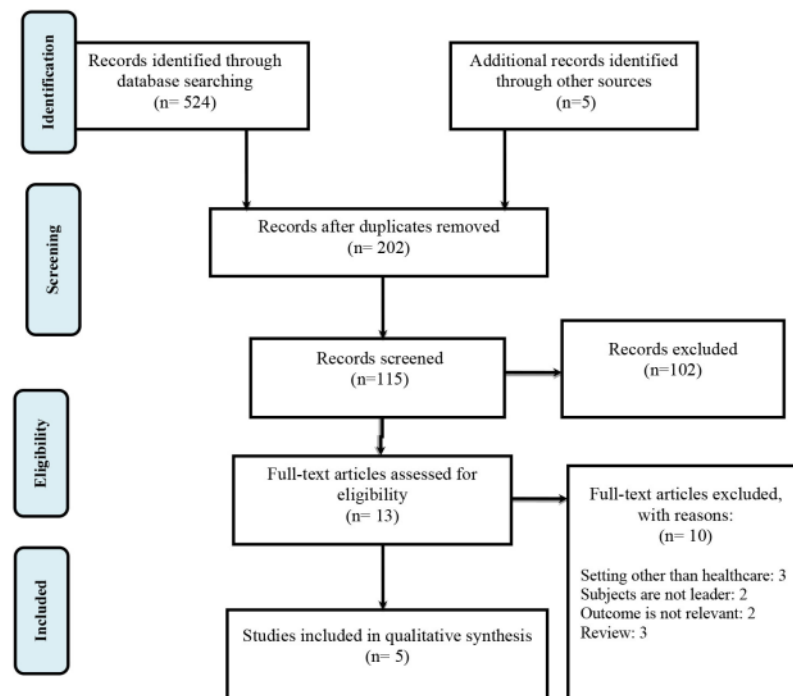 Identification
Records identified through
database searching
(n= 524)
Additional records identified
through other sources
(n=5)
Screening
Records after duplicates removed
(n= 202)
Records screened
(n=115)
Records excluded
(n=102)
Eligibility
Full-text articles assessed for
eligibility
(n= 13)
Full-text articles excluded,
with reasons:
(n= 10)
Setting other than healthcare: 3
Subjects are not leader: 2
Outcome is not relevant: 2
Review: 3
Included
Studies included in qualitative synthesis
(n= 5)